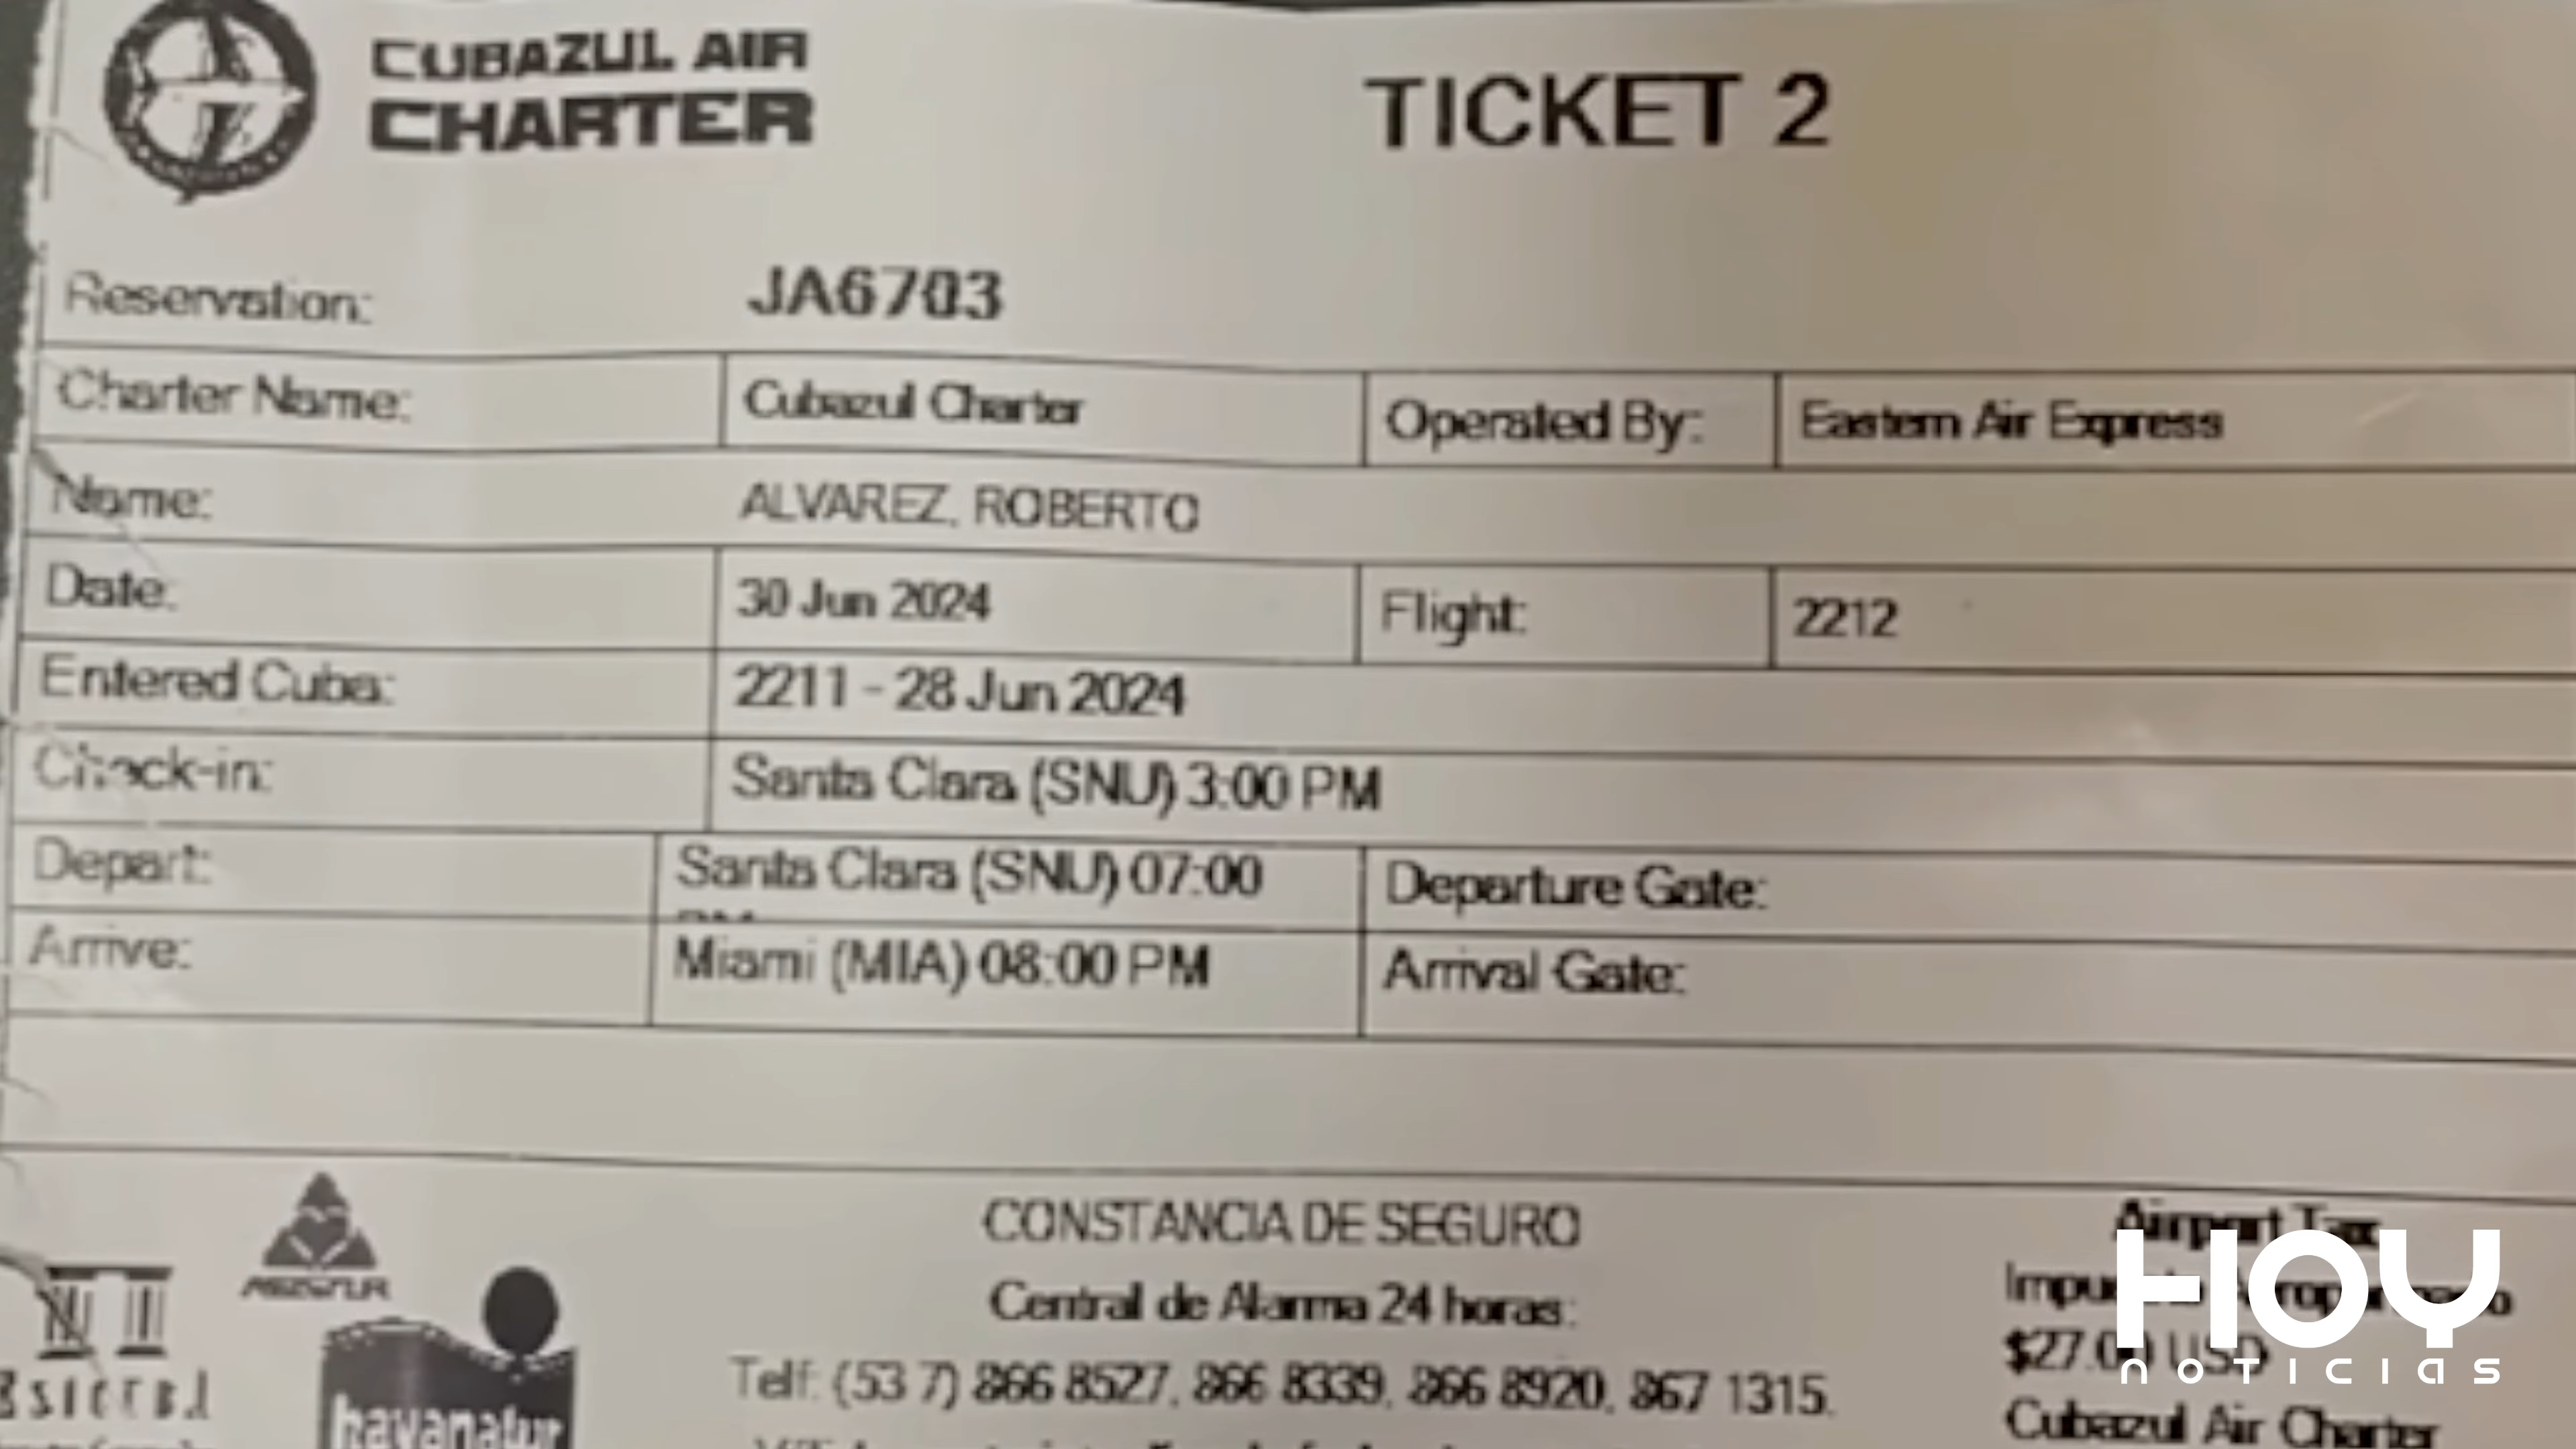 CUBAZUL AIR
CHARTER
TICKET 2
Reservation: JA6703
Charter Name: Cubazul Charter Operated By: Eastern Air Express
Name: ALVAREZ, ROBERTO
Date: 30 Jun 2024 Flight: 2212
Entered Cuba: 2211 - 28 Jun 2024
Check-in: Santa Clara (SNU) 3:00 PM
Depart: Santa Clara (SNU) 07:00 Departure Gate:
Arrive: Miami (MIA) 08:00 PM Arrival Gate:
CONSTANCIA DE SEGURO
Central de Alarma 24 horas:
Telf: (53 7) 866 8527, 866 8339, 866 8920, 867 1315.
ASISTUR
havanatur
Airport Tax
$27.00 USD
Cubazul Air Charter
HOY
NOTICIAS